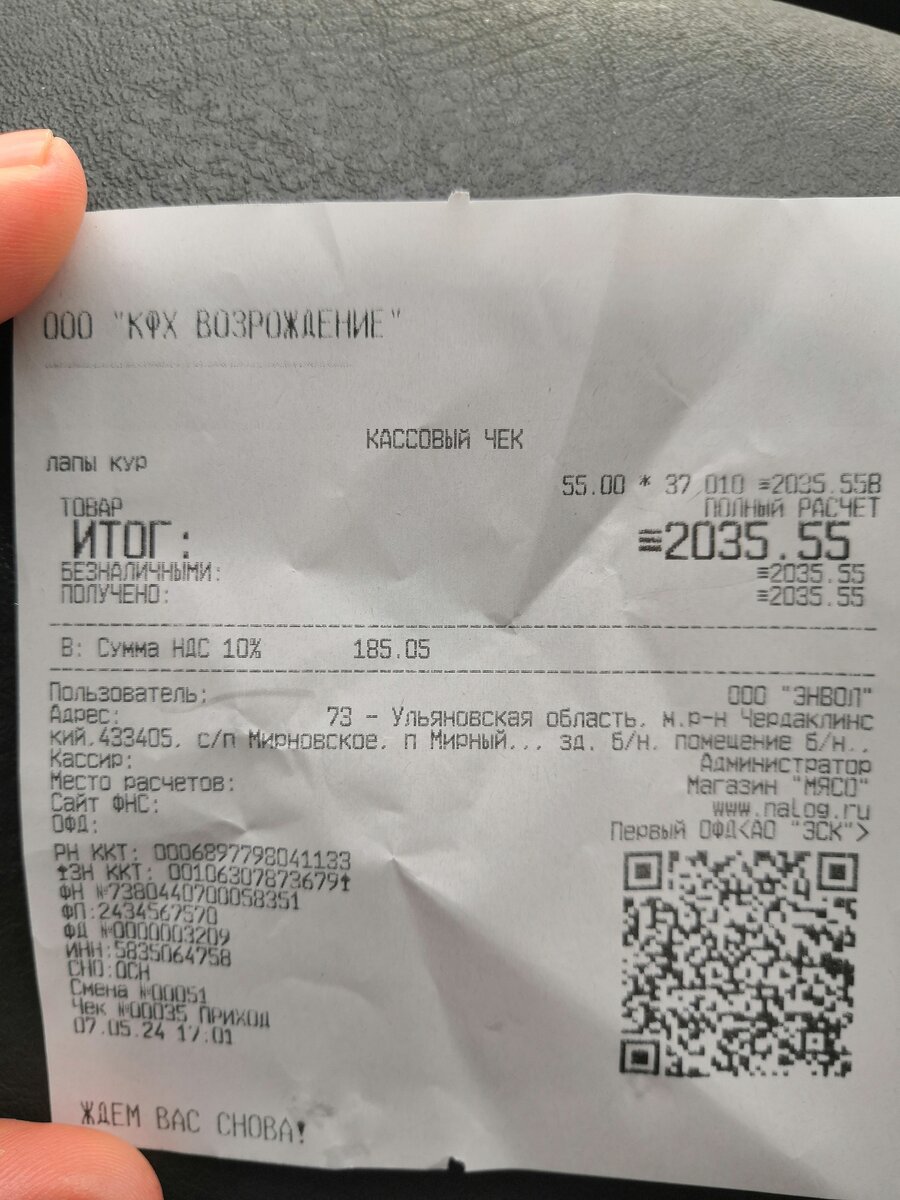 ООО "КФХ ВОЗРОЖДЕНИЕ"
КАССОВЫЙ ЧЕК
лапы кур
55.00 * 37 010 ≡2035.55В
ТОВАР ПОЛНЫЙ РАСЧЕТ
ИТОГ: ≡2035.55
БЕЗНАЛИЧНЫМИ: ≡2035.55
ПОЛУЧЕНО: ≡2035.55
В: Сумма НДС 10% 185.05
Пользователь: ООО "ЭНВОЛ"
Адрес: 73 - Ульяновская область, м.р-н Чердаклинс
кий,433405, с/п Мирновское, п Мирный,,, зд. б/н, помещение б/н,,
Кассир: Администратор
Место расчетов: Магазин "МЯСО"
Сайт ФНС: www.nalog.ru
ОФД: Первый ОФД<АО "ЭСК">
РН ККТ: 0006897798041133
ЗН ККТ: 00106307873679
ФН №7380440700058351
ФП:2434567570
ФД №0000003209
ИНН:5835064758
СНО:ОСН
Смена №00051
Чек №00035 ПРИХОД
07.05.24 17:01
ЖДЕМ ВАС СНОВА!